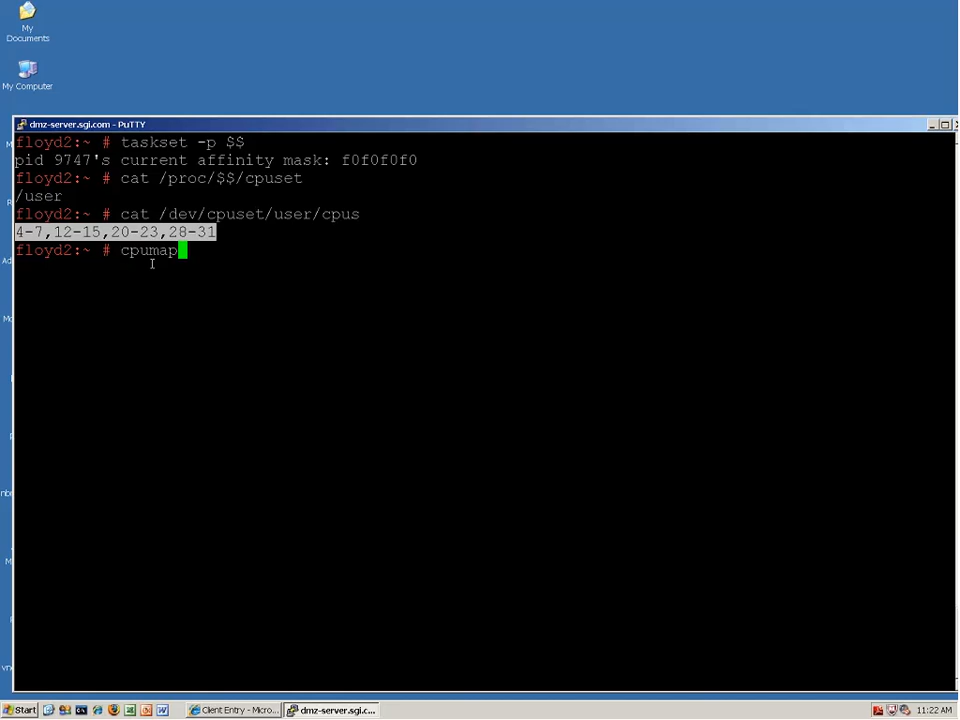 My
Documents
My Computer
dmz-server.sgi.com - PuTTY
floyd2:~ # taskset -p $$
pid 9747's current affinity mask: f0f0f0f0
floyd2:~ # cat /proc/$$/cpuset
/user
floyd2:~ # cat /dev/cpuset/user/cpus
4-7,12-15,20-23,28-31
floyd2:~ # cpumap
Start
Client Entry - Micro...
dmz-server.sgi.c...
11:22 AM